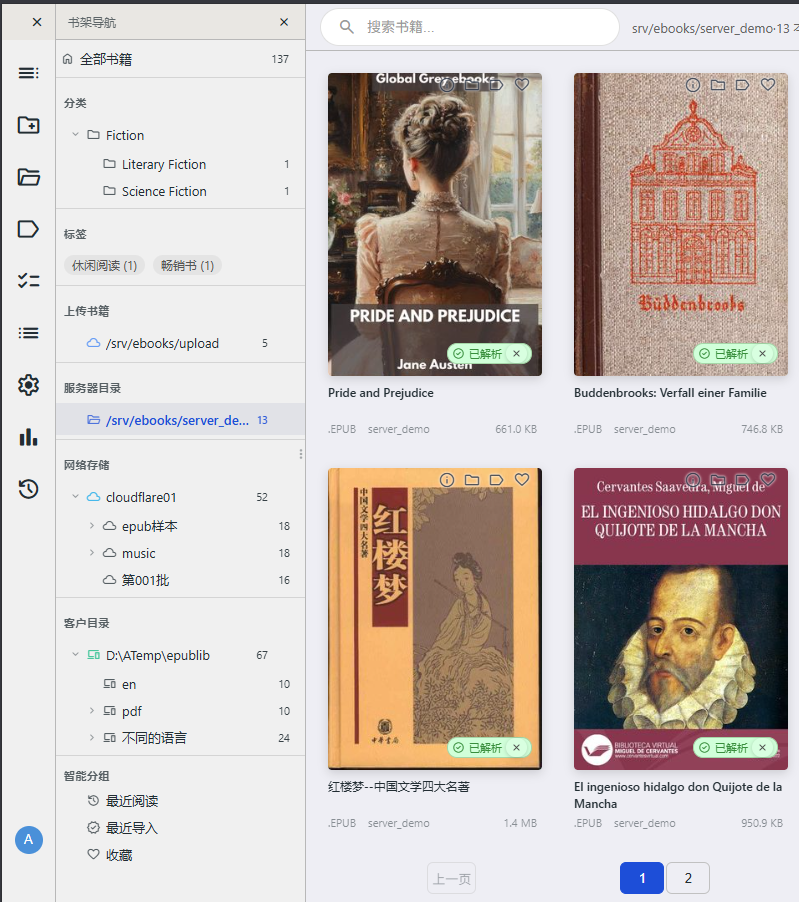 书架导航
全部书籍 137
分类
Fiction
Literary Fiction 1
Science Fiction 1
标签
休闲阅读 (1) 畅销书 (1)
上传书籍
/srv/ebooks/upload 5
服务器目录
/srv/ebooks/server_de... 13
网络存储
cloudflare01 52
epub样本 18
music 18
第001批 16
客户目录
D:\ATemp\epublib 67
en 10
pdf 10
不同的语言 24
智能分组
最近阅读
最近导入
收藏
A
搜索书籍...
srv/ebooks/server_demo·13
Global Grey ebooks
PRIDE AND PREJUDICE
Jane Austen
已解析
Pride and Prejudice
.EPUB server_demo 661.0 KB
Buddenbrooks
已解析
Buddenbrooks: Verfall einer Familie
.EPUB server_demo 746.8 KB
中国文学四大名著
红楼梦
中华书局
已解析
红楼梦--中国文学四大名著
.EPUB server_demo 1.4 MB
Cervantes Saavedra, Miguel de
EL INGENIOSO HIDALGO DON
QUIJOTE DE LA MANCHA
BIBLIOTECA VIRTUAL
MIGUEL DE CERVANTES
www.cervantesvirtual.com
已解析
El ingenioso hidalgo don Quijote de la
Mancha
.EPUB server_demo 950.9 KB
上一页 1 2